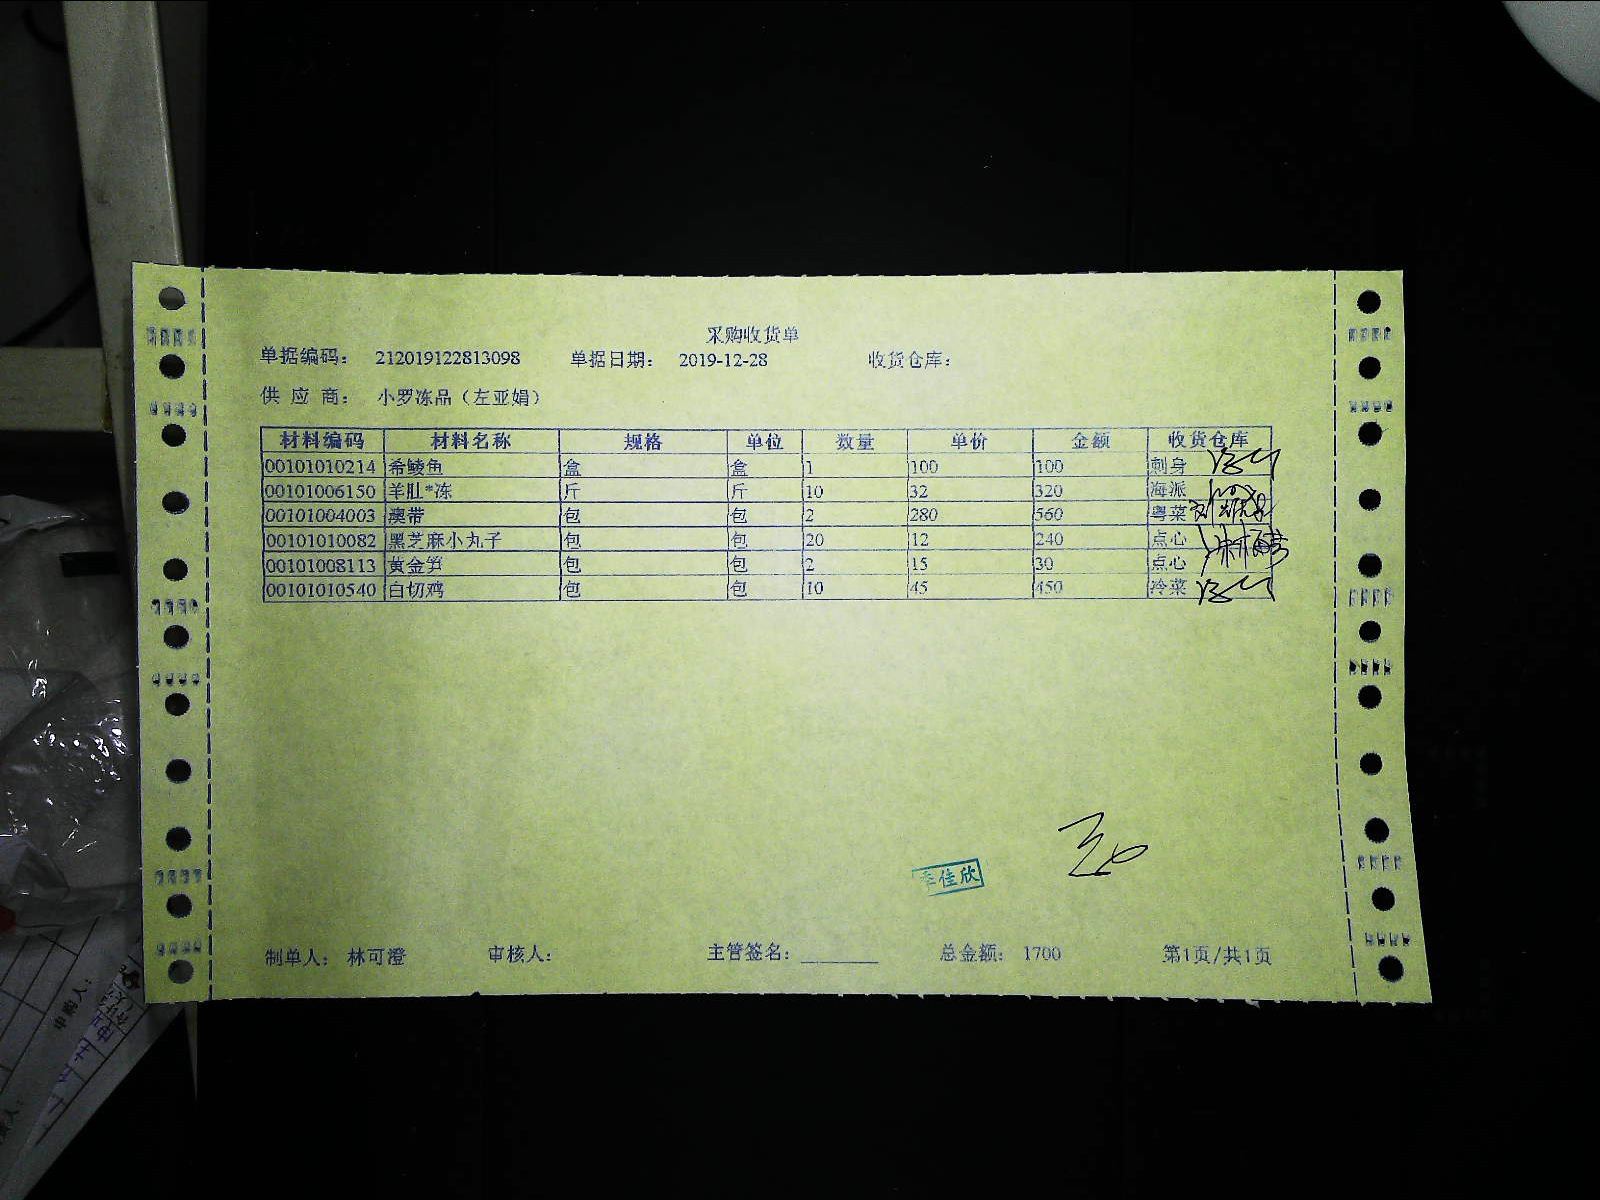 采购收货单
单据编码： 212019122813098 单据日期： 2019-12-28 收货仓库：
供 应 商： 小罗冻品（左亚娟）
材料编码 材料名称 规格 单位 数量 单价 金额 收货仓库
00101010214 希鲮鱼 盒 盒 1 100 100 刺身
00101006150 羊肚*冻 斤 斤 10 32 320 海派
00101004003 澳带 包 包 2 280 560 粤菜
00101010082 黑芝麻小丸子 包 包 20 12 240 点心
00101008113 黄金笋 包 包 2 15 30 点心
00101010540 白切鸡 包 包 10 45 450 冷菜
李佳欣
制单人： 林可澄 审核人： 主管签名： 总金额： 1700 第1页/共1页
申购人：